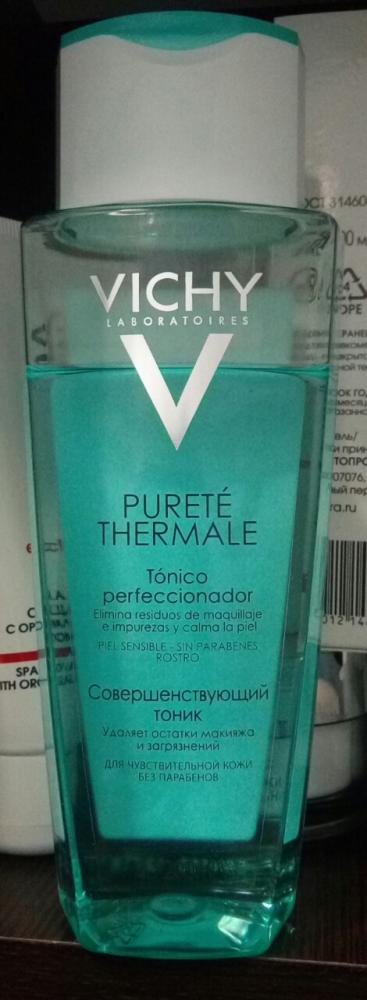 VICHY
LABORATOIRES
V
PURETÉ
THERMALE
Tónico
perfeccionador
Elimina residuos de maquillaje
e impurezas y calma la piel
PIEL SENSIBLE - SIN PARABENES
ROSTRO
Совершенствующий
тоник
Удаляет остатки макияжа
и загрязнений
ДЛЯ ЧУВСТВИТЕЛЬНОЙ КОЖИ
БЕЗ ПАРАБЕНОВ
SPA